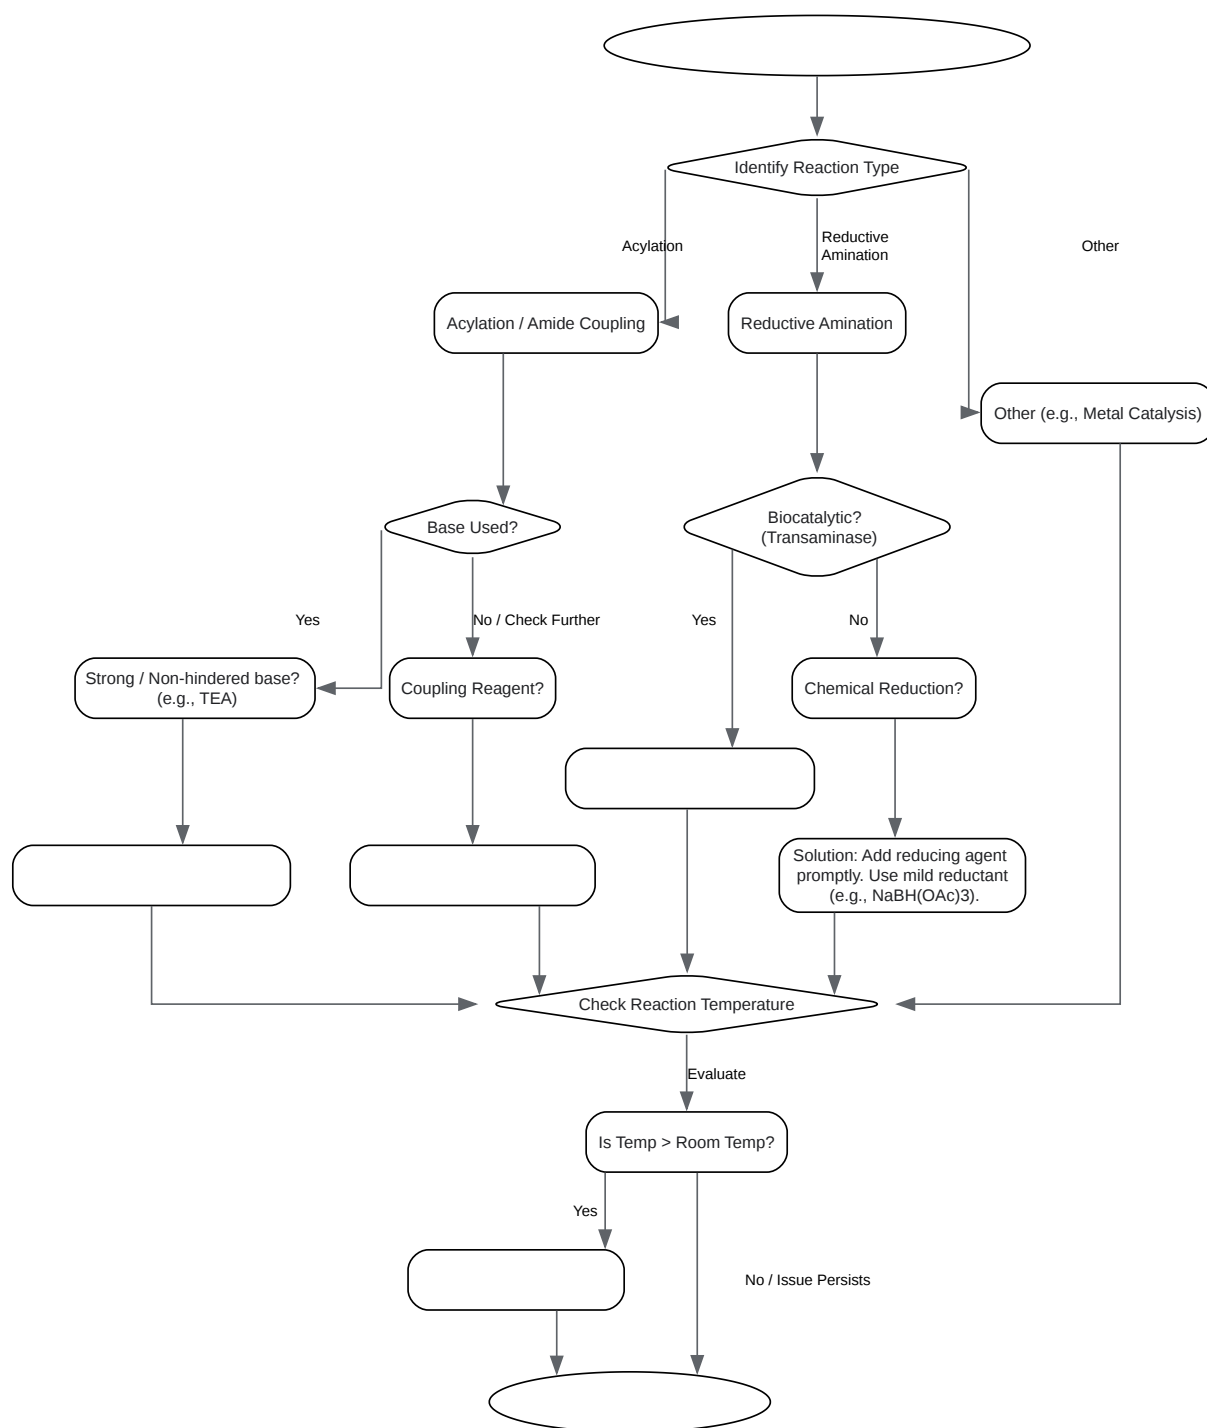 Identify Reaction Type
Acylation
Reductive
Amination
Other
Acylation / Amide Coupling
Reductive Amination
Other (e.g., Metal Catalysis)
Base Used?
Biocatalytic?
(Transaminase)
Yes
No / Check Further
Yes
No
Strong / Non-hindered base?
(e.g., TEA)
Coupling Reagent?
Chemical Reduction?
Solution: Add reducing agent
promptly. Use mild reductant
(e.g., NaBH(OAc)3).
Check Reaction Temperature
Evaluate
Is Temp > Room Temp?
Yes
No / Issue Persists